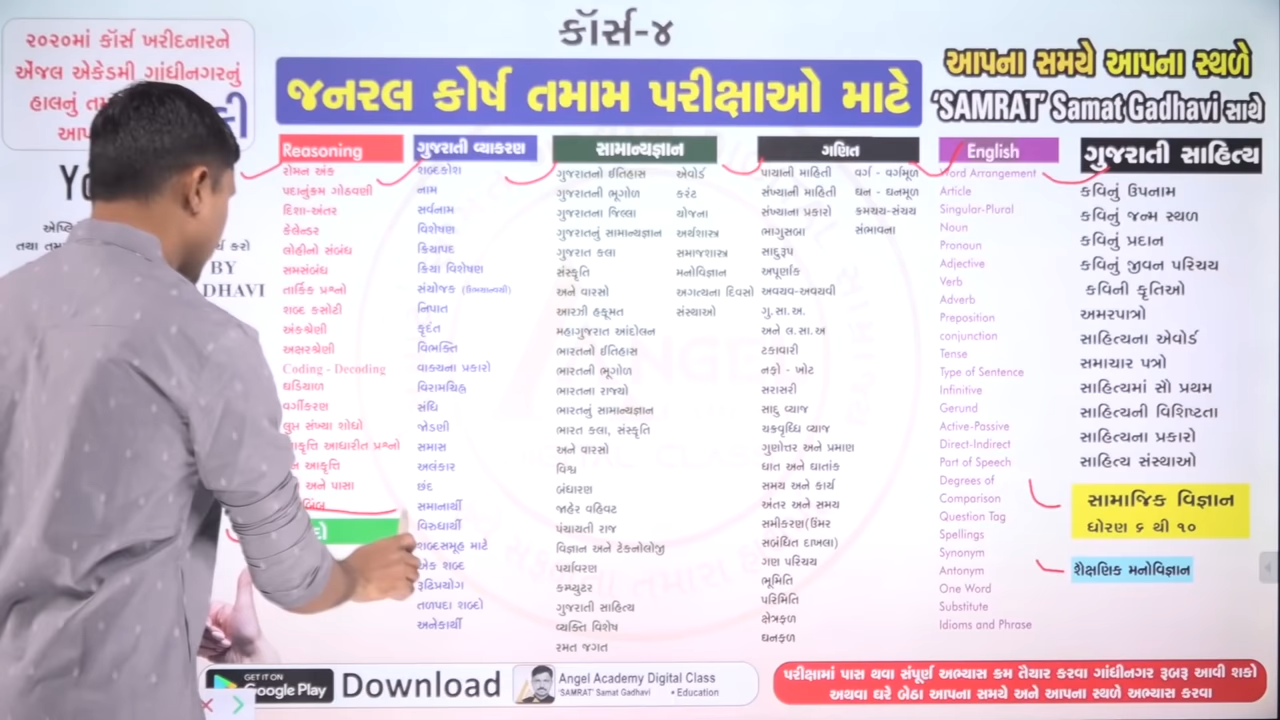 કૉર્સ-૪
જનરલ કોર્ષ તમામ પરીક્ષાઓ માટે
૨૦૨૦માં કૉર્સ ખરીદનારને
એંજલ એકેડમી ગાંધીનગરનું
હાલનું
આપ
આપના સમયે આપના સ્થળે
'SAMRAT' Samat Gadhavi સાથે
BY
Reasoning
રોમન અંક
પદાનુંક્રમ ગોઠવણી
દિશા-અંતર
કેલેન્ડર
લોહીનો સંબંધ
સમસંબંધ
તાર્કિક પ્રશ્નો
શબ્દ કસોટી
અંકશ્રેણી
અક્ષરશ્રેણી
Coding - Decoding
ઘડિયાળ
વર્ગીકરણ
લુપ્ત સંખ્યા શોધો
આકૃતિ આધારીત પ્રશ્નો
આકૃતિ
અને પાસા
ગુજરાતી વ્યાકરણ
શબ્દકોશ
નામ
સર્વનામ
વિશેષણ
ક્રિયાપદ
ક્રિયા વિશેષણ
સંયોજક (ઉભયાન્વયી)
નિપાત
કૃદંત
વિભક્તિ
વાક્યના પ્રકારો
વિરામચિહ્ન
સંધિ
જોડણી
સમાસ
અલંકાર
છંદ
સમાનાર્થી
વિરુધાર્થી
શબ્દસમૂહ માટે
એક શબ્દ
રૂઢિપ્રયોગ
તળપદા શબ્દો
અનેકાર્થી
સામાન્યજ્ઞાન
ગુજરાતનો ઈતિહાસ
ગુજરાતની ભૂગોળ
ગુજરાતના જિલ્લા
ગુજરાતનું સામાન્યજ્ઞાન
ગુજરાત કલા
સંસ્કૃતિ
અને વારસો
આરઝી હકૂમત
મહાગુજરાત આંદોલન
ભારતનો ઈતિહાસ
ભારતની ભૂગોળ
ભારતના રાજ્યો
ભારતનું સામાન્યજ્ઞાન
ભારત કલા, સંસ્કૃતિ
અને વારસો
વિશ્વ
બંધારણ
જાહેર વહિવટ
પંચાયતી રાજ
વિજ્ઞાન અને ટેકનોલોજી
પર્યાવરણ
કમ્પ્યુટર
ગુજરાતી સાહિત્ય
વ્યક્તિ વિશેષ
રમત જગત
એવોર્ડ
કરંટ
યોજના
અર્થશાસ્ત્ર
સમાજશાસ્ત્ર
મનોવિજ્ઞાન
અગત્યના દિવસો
સંસ્થાઓ
ગણિત
પાયાની માહિતી
સંખ્યાની માહિતી
સંખ્યાના પ્રકારો
ભાગુસબા
સાદુરૂપ
અપૂર્ણાંક
અવયવ-અવયવી
ગુ.સા.અ.
અને લ.સા.અ
ટકાવારી
નફો - ખોટ
સરાસરી
સાદુ વ્યાજ
ચક્રવૃધ્ધિ વ્યાજ
ગુણોત્તર અને પ્રમાણ
ઘાત અને ઘાતાંક
સમય અને કાર્ય
અંતર અને સમય
સમીકરણ(ઉંમર
સબંધિત દાખલા)
ગણ પરિચય
ભૂમિતિ
પરિમિતિ
ક્ષેત્રફળ
ઘનફળ
વર્ગ - વર્ગમૂળ
ઘન - ઘનમૂળ
ક્રમચય-સંચય
સંભાવના
English
Word Arrangement
Article
Singular-Plural
Noun
Pronoun
Adjective
Verb
Adverb
Preposition
conjunction
Tense
Type of Sentence
Infinitive
Gerund
Active-Passive
Direct-Indirect
Part of Speech
Degrees of
Comparison
Question Tag
Spellings
Synonym
Antonym
One Word
Substitute
Idioms and Phrase
ગુજરાતી સાહિત્ય
કવિનું ઉપનામ
કવિનું જન્મ સ્થળ
કવિનું પ્રદાન
કવિનું જીવન પરિચય
કવિની કૃતિઓ
અમરપાત્રો
સાહિત્યના એવોર્ડ
સમાચાર પત્રો
સાહિત્યમાં સૌ પ્રથમ
સાહિત્યની વિશિષ્ટતા
સાહિત્યના પ્રકારો
સાહિત્ય સંસ્થાઓ
સામાજિક વિજ્ઞાન
ધોરણ ૬ થી ૧૦
શૈક્ષણિક મનોવિજ્ઞાન
GET IT ON
Google Play
Download
Angel Academy Digital Class
'SAMRAT' Samat Gadhavi • Education
પરીક્ષામાં પાસ થવા સંપૂર્ણ અભ્યાસ ક્રમ તૈયાર કરવા ગાંધીનગર રૂબરૂ આવી શકો
અથવા ઘરે બેઠા આપના સમયે અને આપના સ્થળે અભ્યાસ કરવા